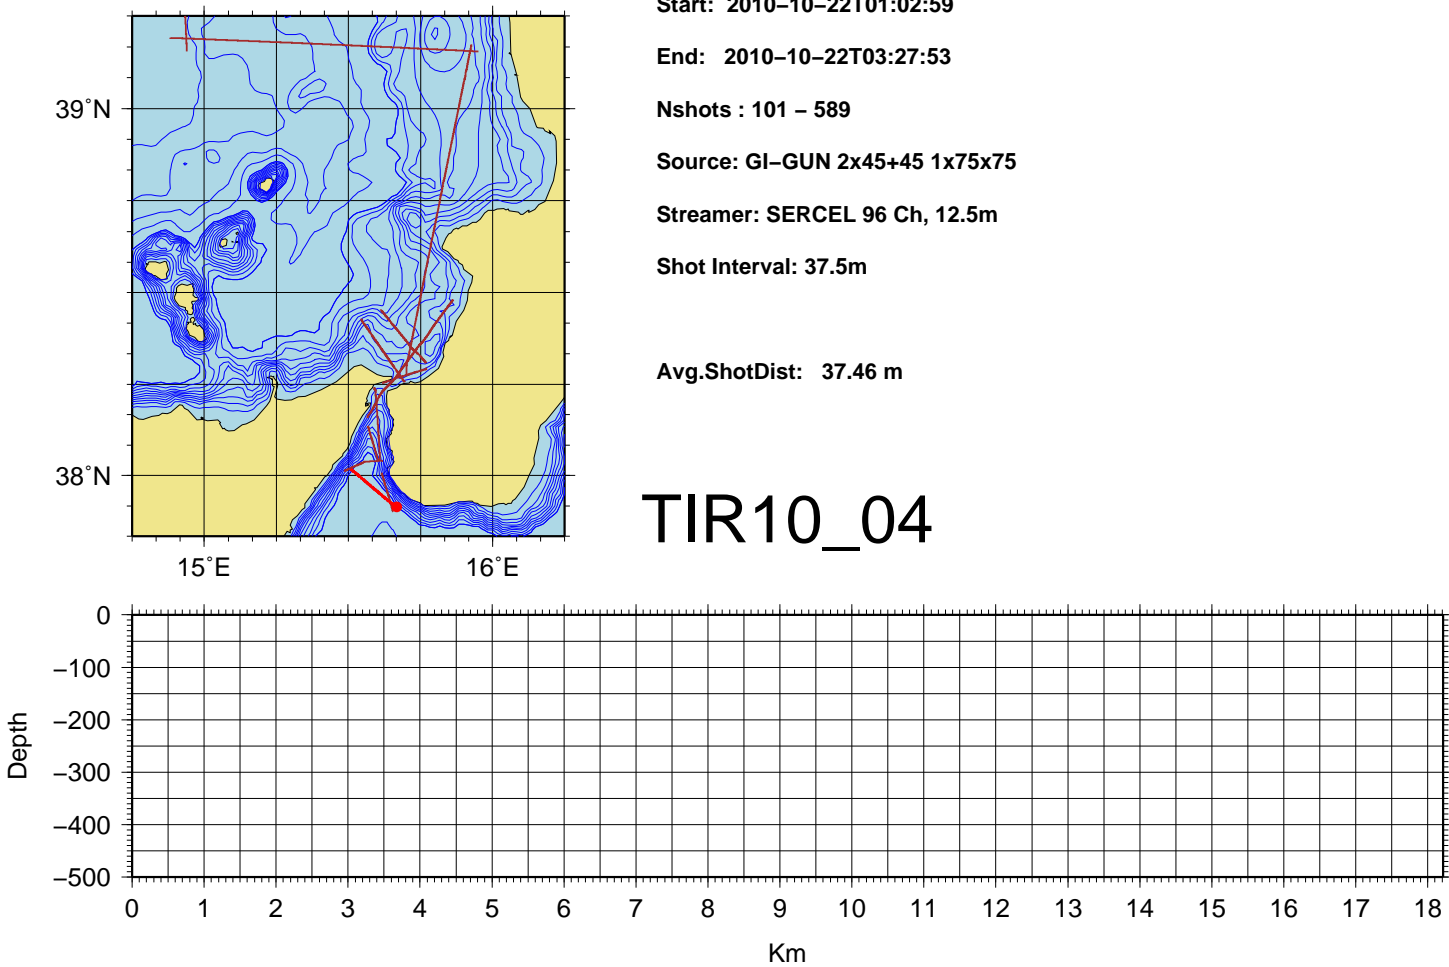 Start: 2010–10–22T01:02:59
End: 2010–10–22T03:27:53
Nshots : 101 – 589
Source: GI–GUN 2x45+45 1x75x75
Streamer: SERCEL 96 Ch, 12.5m
Shot Interval: 37.5m
Avg.ShotDist: 37.46 m
TIR10_04
39˚N
38˚N
15˚E 16˚E
0
–100
–200
–300
–400
–500
Depth
0 1 2 3 4 5 6 7 8 9 10 11 12 13 14 15 16 17 18
Km